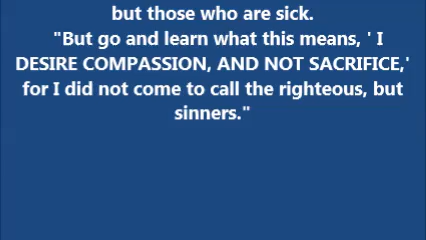 but those who are sick.
"But go and learn what this means, ' I
DESIRE COMPASSION, AND NOT SACRIFICE,'
for I did not come to call the righteous, but
sinners."